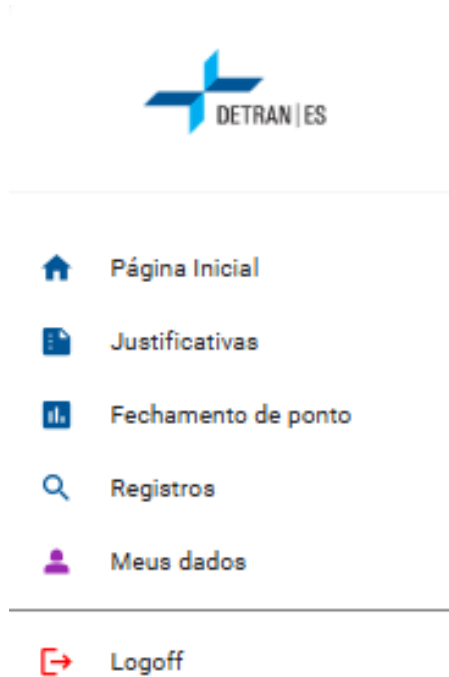 DETRAN|ES
Página Inicial
Justificativas
Fechamento de ponto
Registros
Meus dados
Logoff